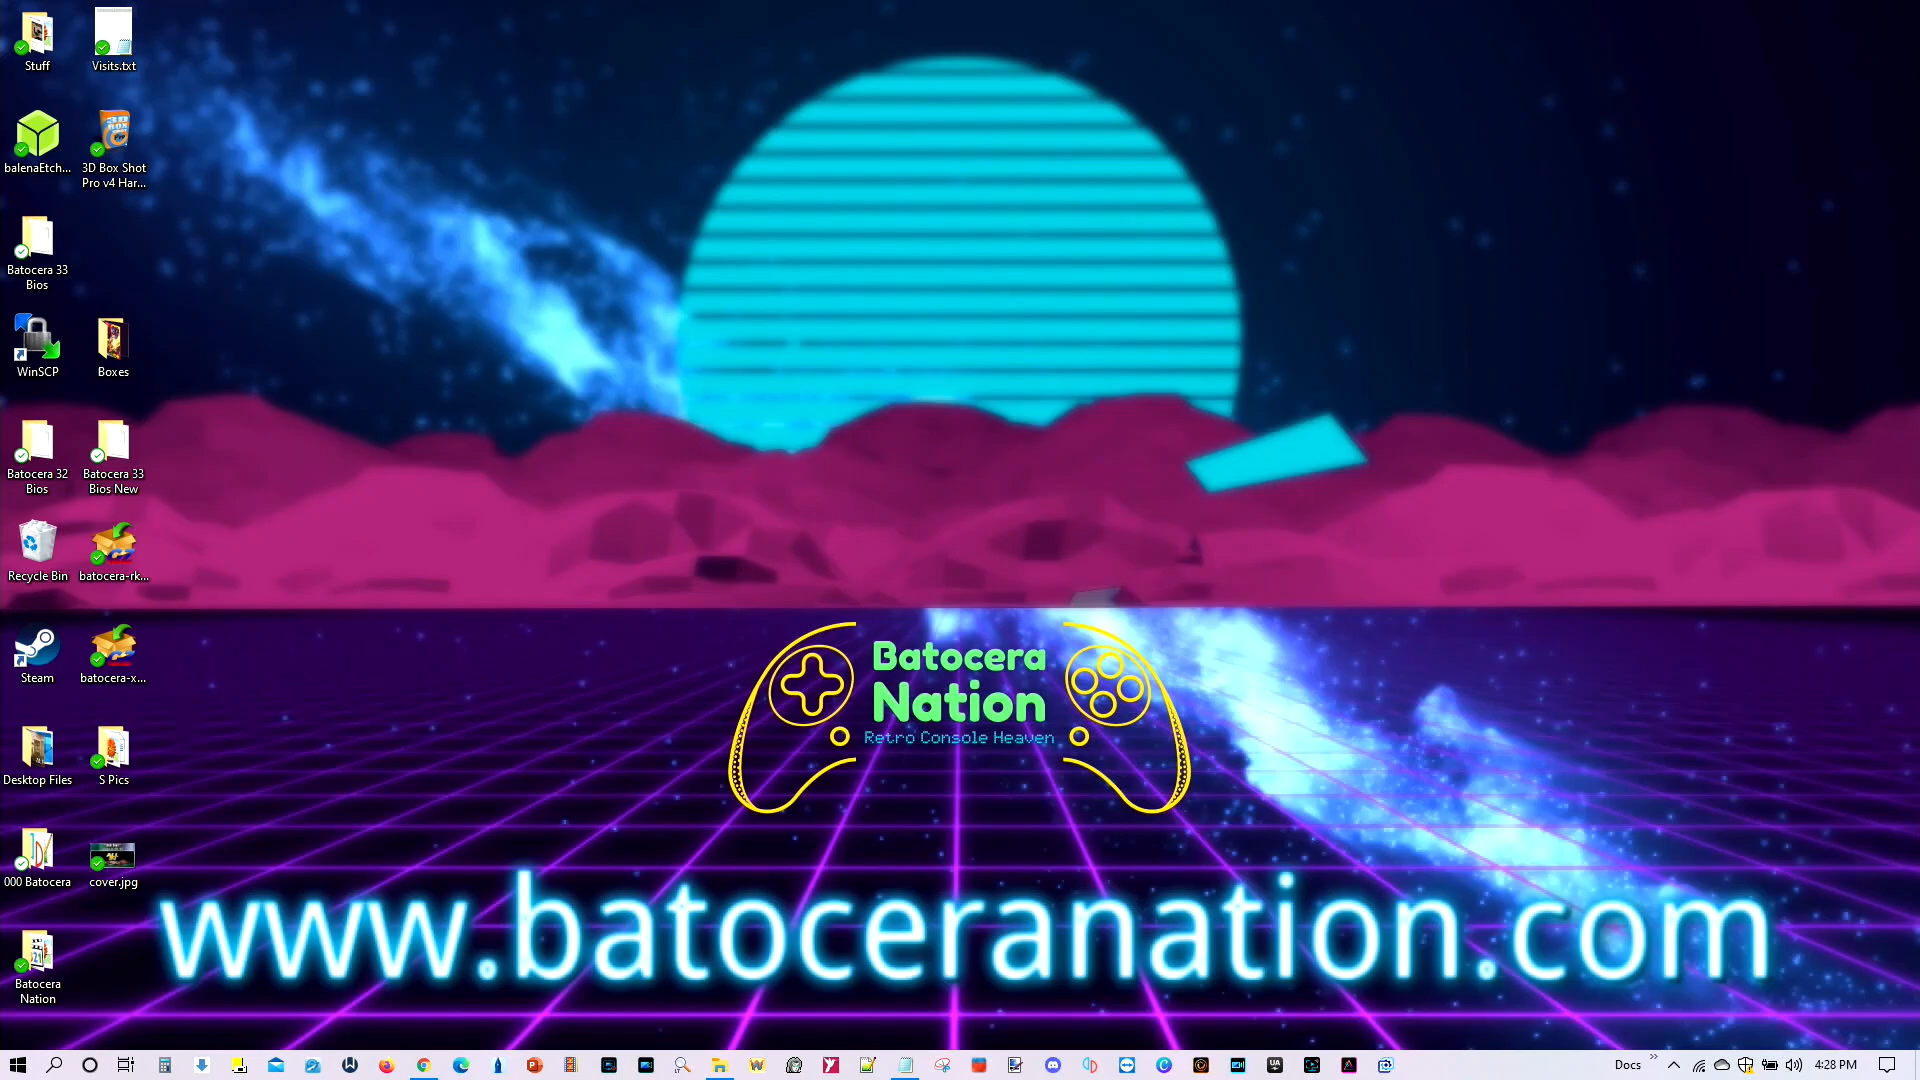 Stuff
Visits.txt
balenaEtch...
3D Box Shot
Pro v4 Har...
Batocera 33
Bios
WinSCP
Boxes
Batocera 32
Bios
Batocera 33
Bios New
Recycle Bin
batocera-rk...
Steam
batocera-x...
Desktop Files
S Pics
000 Batocera
cover.jpg
Batocera
Nation
Batocera
Nation
Retro Console Heaven
www.batoceranation.com
Docs
4:28 PM